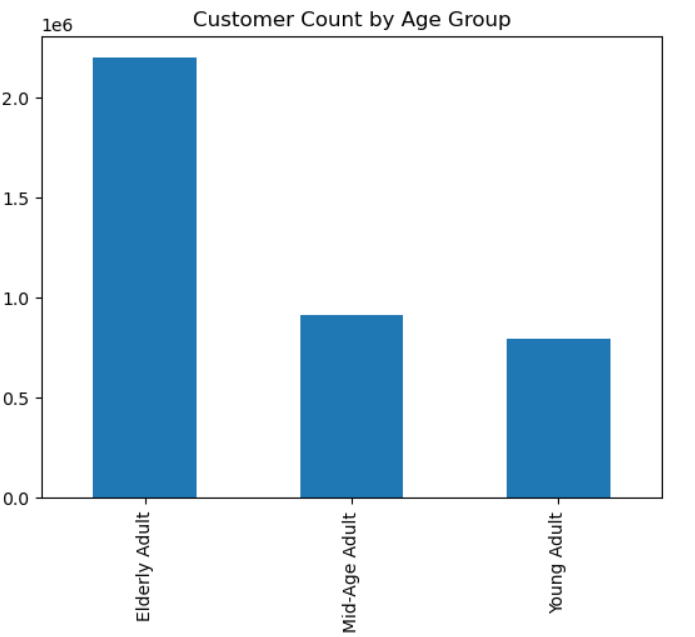 Customer Count by Age Group
1e6
2.0
1.5
1.0
0.5
0.0
Elderly Adult
Mid-Age Adult
Young Adult